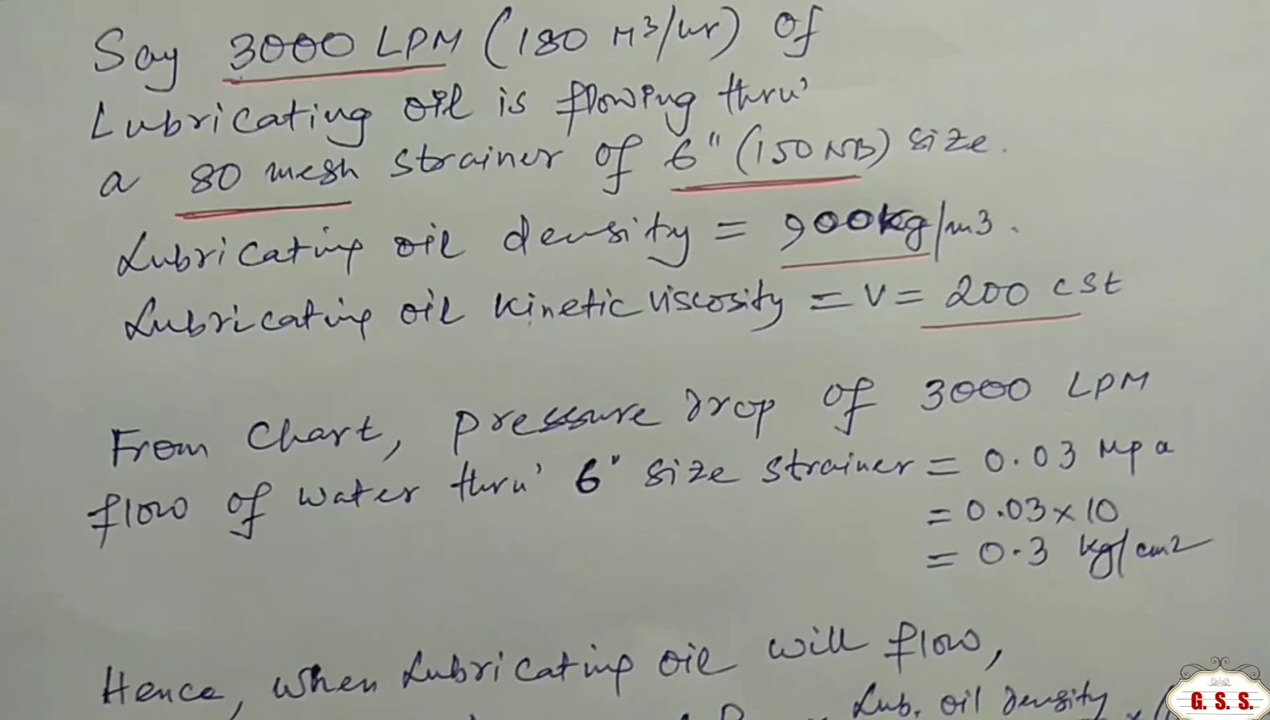 Say 3000 LPM (180 M3/hr) of
Lubricating oil is flowing thru'
a 80 mesh strainer of 6" (150 NB) size.
Lubricating oil density = 900kg/m3.
Lubricating oil kinetic viscosity = V = 200 cst
From Chart, pressure drop of 3000 LPM
flow of water thru' 6" size strainer = 0.03 Mpa
= 0.03 x 10
= 0.3 kg/cm2
Hence, when Lubricating oil will flow,
Lub. oil density
G. S. S.